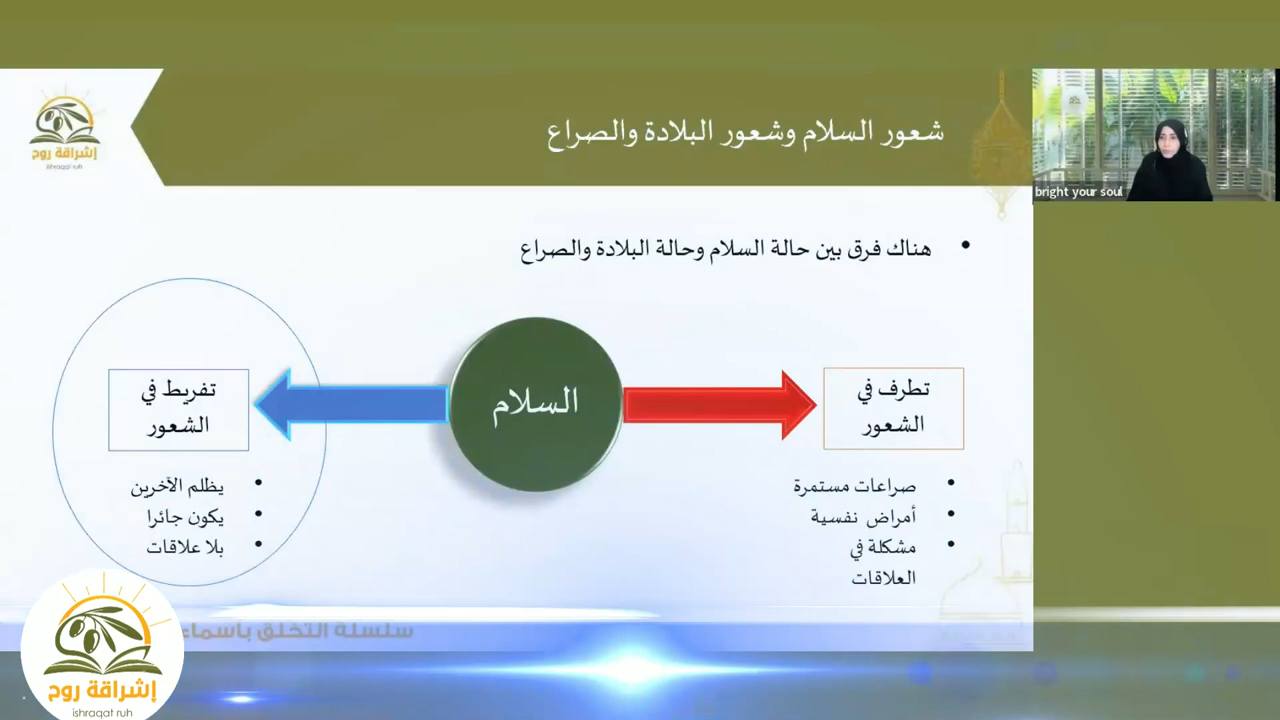 شعور السلام وشعور البلادة والصراع
إشراقة روح
ishraqat ruh
bright your soul
• هناك فرق بين حالة السلام وحالة البلادة والصراع
تطرف في
الشعور
السلام
تفريط في
الشعور
• صراعات مستمرة
• أمراض نفسية
• مشكلة في
العلاقات
• يظلم الآخرين
• يكون جائرا
• بلا علاقات
سلسلة التخلق بأسما
إشراقة روح
ishraqat ruh